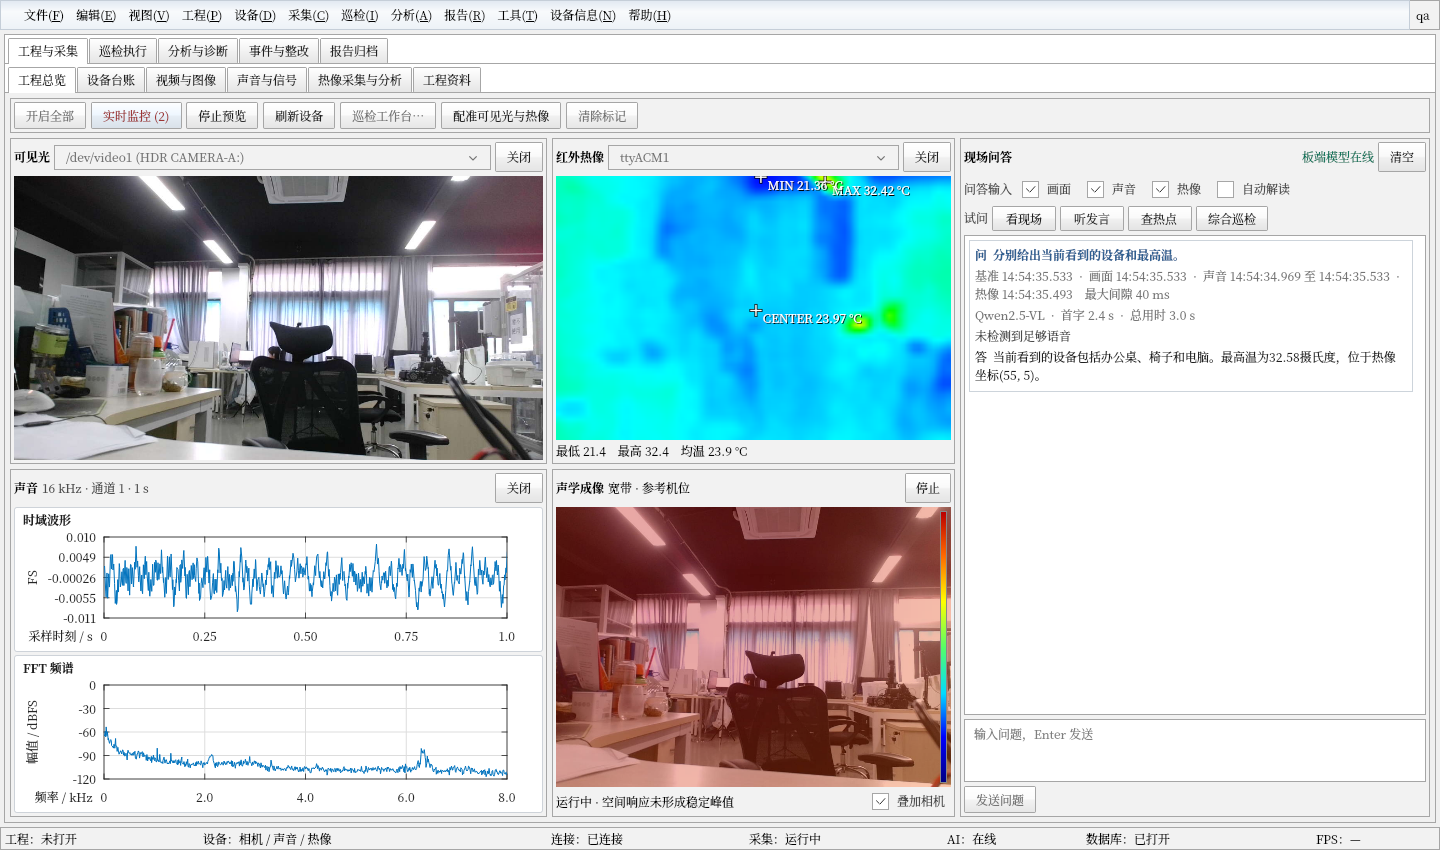 文件(F) 编辑(E) 视图(V) 工程(P) 设备(D) 采集(C) 巡检(I) 分析(A) 报告(R) 工具(T) 设备信息(N) 帮助(H) qa
工程与采集 巡检执行 分析与诊断 事件与整改 报告归档
工程总览 设备台账 视频与图像 声音与信号 热像采集与分析 工程资料
开启全部 实时监控 (2) 停止预览 刷新设备 巡检工作台… 配准可见光与热像 清除标记
可见光 /dev/video1 (HDR CAMERA-A:) 关闭
红外热像 ttyACM1 关闭
MIN 21.36 °C
MAX 32.42 °C
CENTER 23.97 °C
最低 21.4 最高 32.4 均温 23.9 °C
声音 16 kHz · 通道 1 · 1 s 关闭
时域波形
0.010
0.0049
-0.00026
-0.0055
-0.011
FS
采样时刻 / s 0 0.25 0.50 0.75 1.0
FFT 频谱
0
-30
-60
-90
-120
幅值 / dBFS
频率 / kHz 0 2.0 4.0 6.0 8.0
声学成像 宽带 · 参考机位 停止
运行中 · 空间响应未形成稳定峰值 叠加相机
现场问答 板端模型在线 清空
问答输入 画面 声音 热像 自动解读
试问 看现场 听发言 查热点 综合巡检
问 分别给出当前看到的设备和最高温。
基准 14:54:35.533 · 画面 14:54:35.533 · 声音 14:54:34.969 至 14:54:35.533 ·
热像 14:54:35.493 最大间隙 40 ms
Qwen2.5-VL · 首字 2.4 s · 总用时 3.0 s
未检测到足够语音
答 当前看到的设备包括办公桌、椅子和电脑。最高温为32.58摄氏度，位于热像
坐标(55, 5)。
输入问题，Enter 发送
发送问题
工程：未打开 设备：相机 / 声音 / 热像 连接：已连接 采集：运行中 AI：在线 数据库：已打开 FPS：—